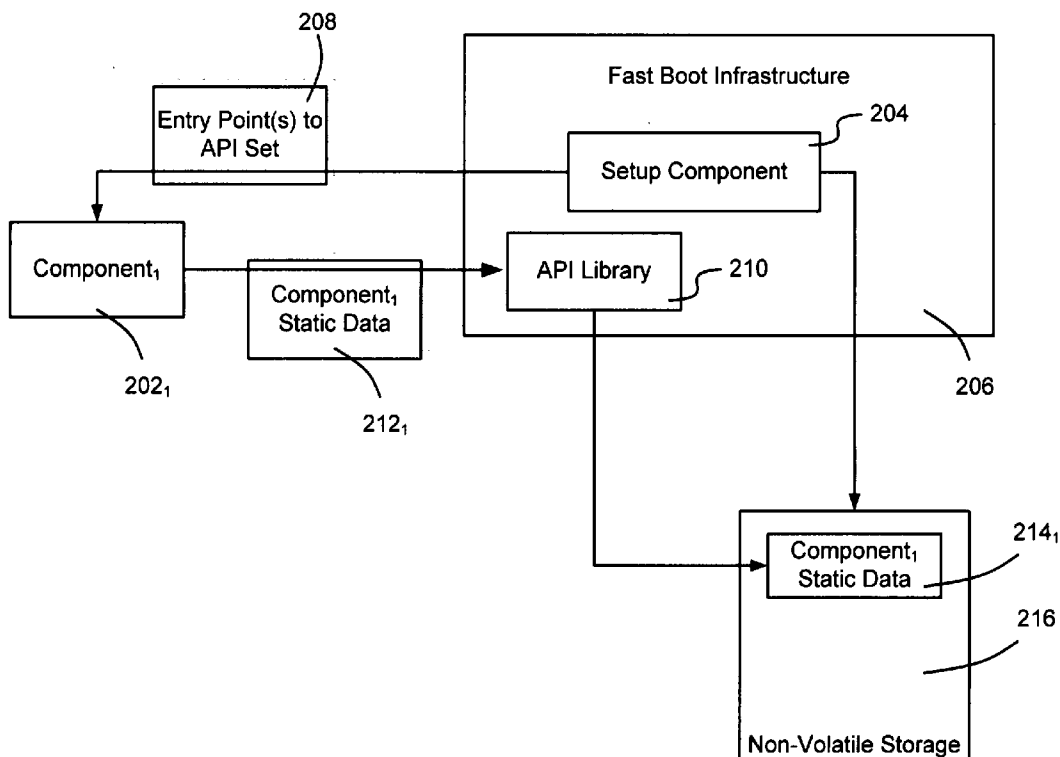 208
Fast Boot Infrastructure
Entry Point(s) to
API Set
204
Setup Component
Component₁
API Library
210
Component₁
Static Data
202₁
206
212₁
Component₁
Static Data
214₁
216
Non-Volatile Storage